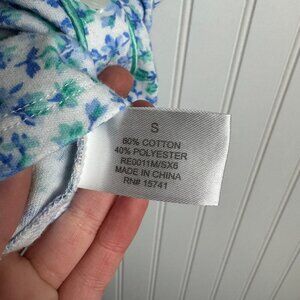 S
60% COTTON
40% POLYESTER
RE0011M/SX6
MADE IN CHINA
RN# 15741